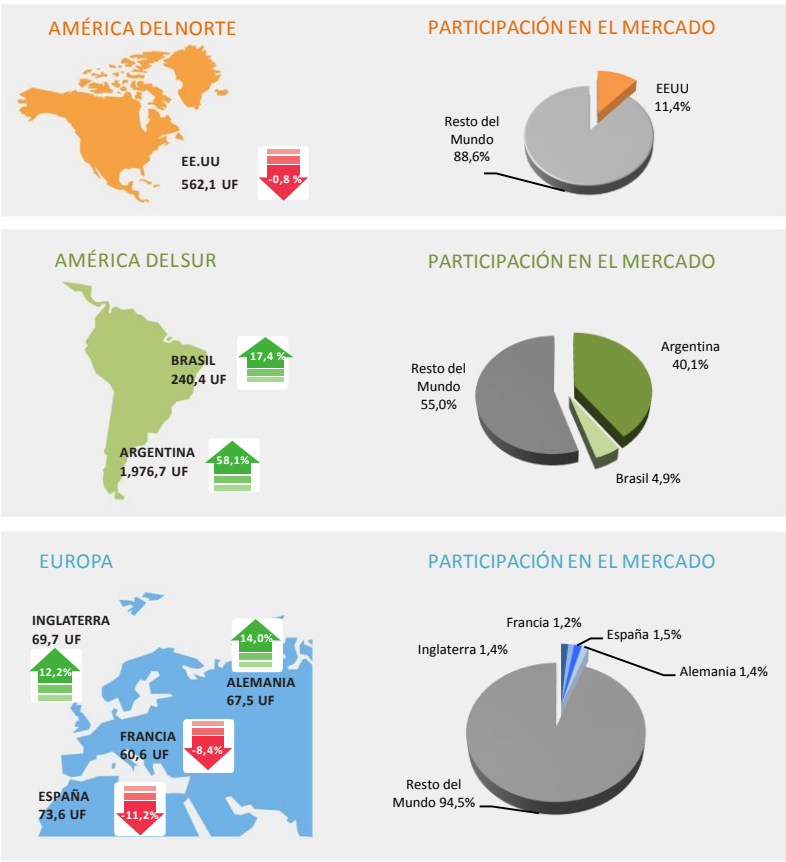 AMÉRICA DEL NORTE
PARTICIPACIÓN EN EL MERCADO
EE.UU
562,1 UF
-0,8 %
EEUU
11,4%
Resto del
Mundo
88,6%
AMÉRICA DEL SUR
PARTICIPACIÓN EN EL MERCADO
BRASIL
240,4 UF
17,4 %
ARGENTINA
1,976,7 UF
58,1%
Argentina
40,1%
Resto del
Mundo
55,0%
Brasil 4,9%
EUROPA
PARTICIPACIÓN EN EL MERCADO
INGLATERRA
69,7 UF
12,2%
14,0%
ALEMANIA
67,5 UF
FRANCIA
60,6 UF
-8,4%
ESPAÑA
73,6 UF
-11,2%
Francia 1,2%
España 1,5%
Inglaterra 1,4%
Alemania 1,4%
Resto del
Mundo 94,5%